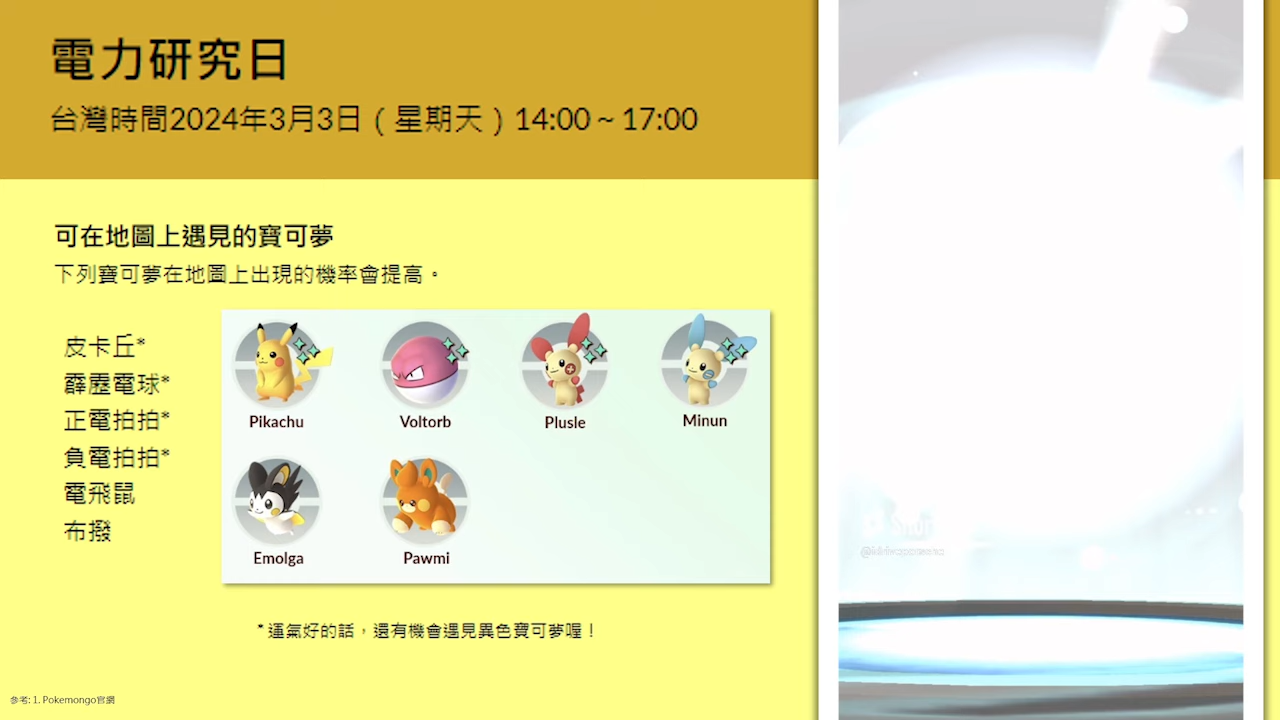 電力研究日
台灣時間2024年3月3日（星期天）14:00 ~ 17:00
可在地圖上遇見的寶可夢
下列寶可夢在地圖上出現的機率會提高。
皮卡丘*
霹靂電球*
正電拍拍*
負電拍拍*
電飛鼠
布撥
Pikachu
Voltorb
Plusle
Minun
Emolga
Pawmi
* 運氣好的話，還有機會遇見異色寶可夢喔！
參考: 1. Pokemongo官網